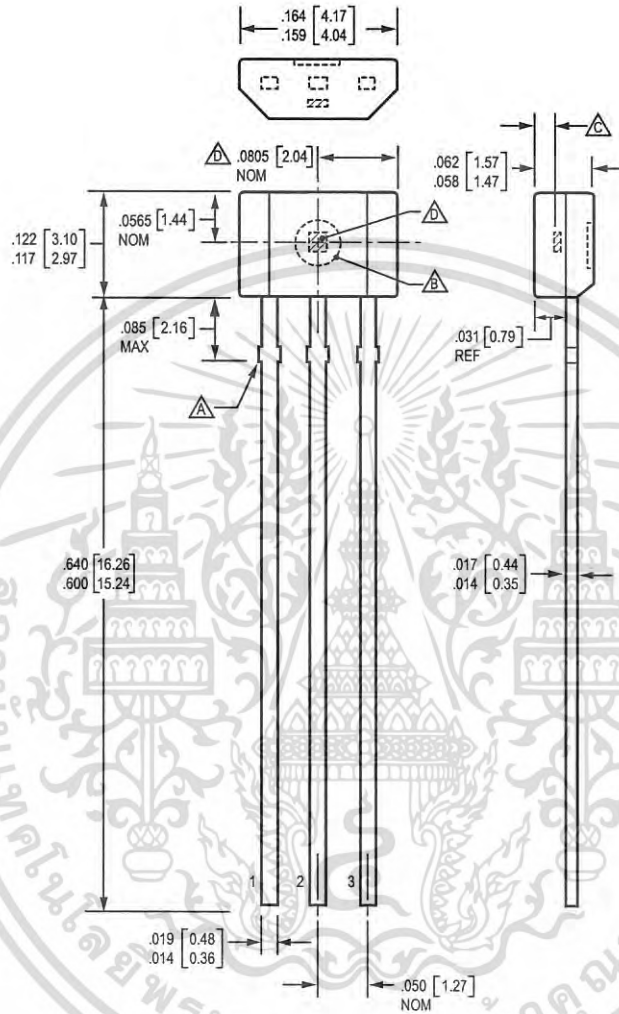 .164 [4.17]
.159 [4.04]
D .0805 [2.04]
NOM
C
.062 [1.57]
.058 [1.47]
.0565 [1.44]
NOM
D
.122 [3.10]
.117 [2.97]
B
.085 [2.16]
MAX
.031 [0.79]
REF
A
.640 [16.26]
.600 [15.24]
.017 [0.44]
.014 [0.35]
1 2 3
.019 [0.48]
.014 [0.36]
.050 [1.27]
NOM